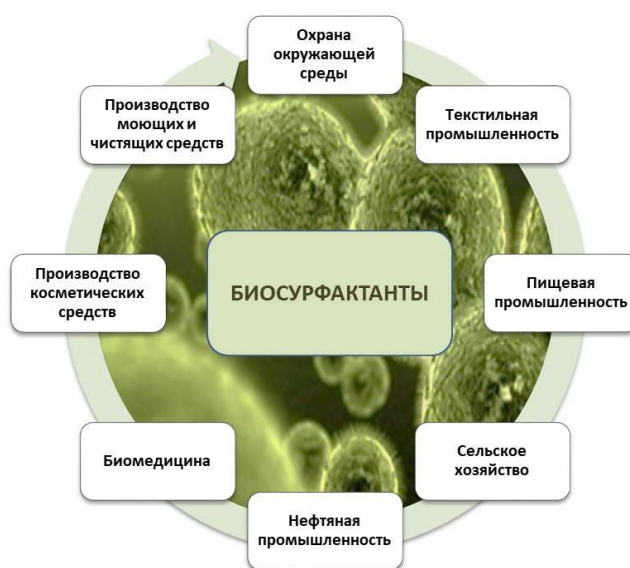 Охрана
окружающей
среды
Текстильная
промышленность
Пищевая
промышленность
Сельское
хозяйство
Нефтяная
промышленность
Биомедицина
Производство
косметических
средств
Производство
моющих и
чистящих средств
БИОСУРФАКТАНТЫ